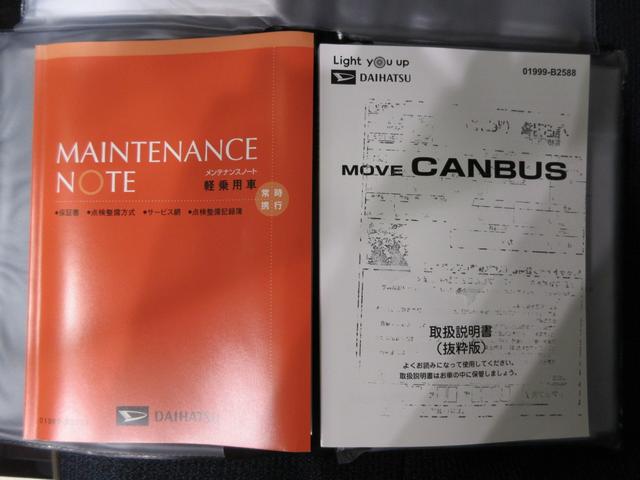 MAINTENANCE
NOTE
メンテナンスノート
軽乗用車
常時
携行
•保証書 •点検整備方式 •サービス網 •点検整備記録簿
DAIHATSU
Light you up
DAIHATSU
01999-B2588
MOVE CANBUS
取扱説明書
(抜粋版)
よくお読みになって使用してください。
取扱説明書はお車の中に保管しましょう。